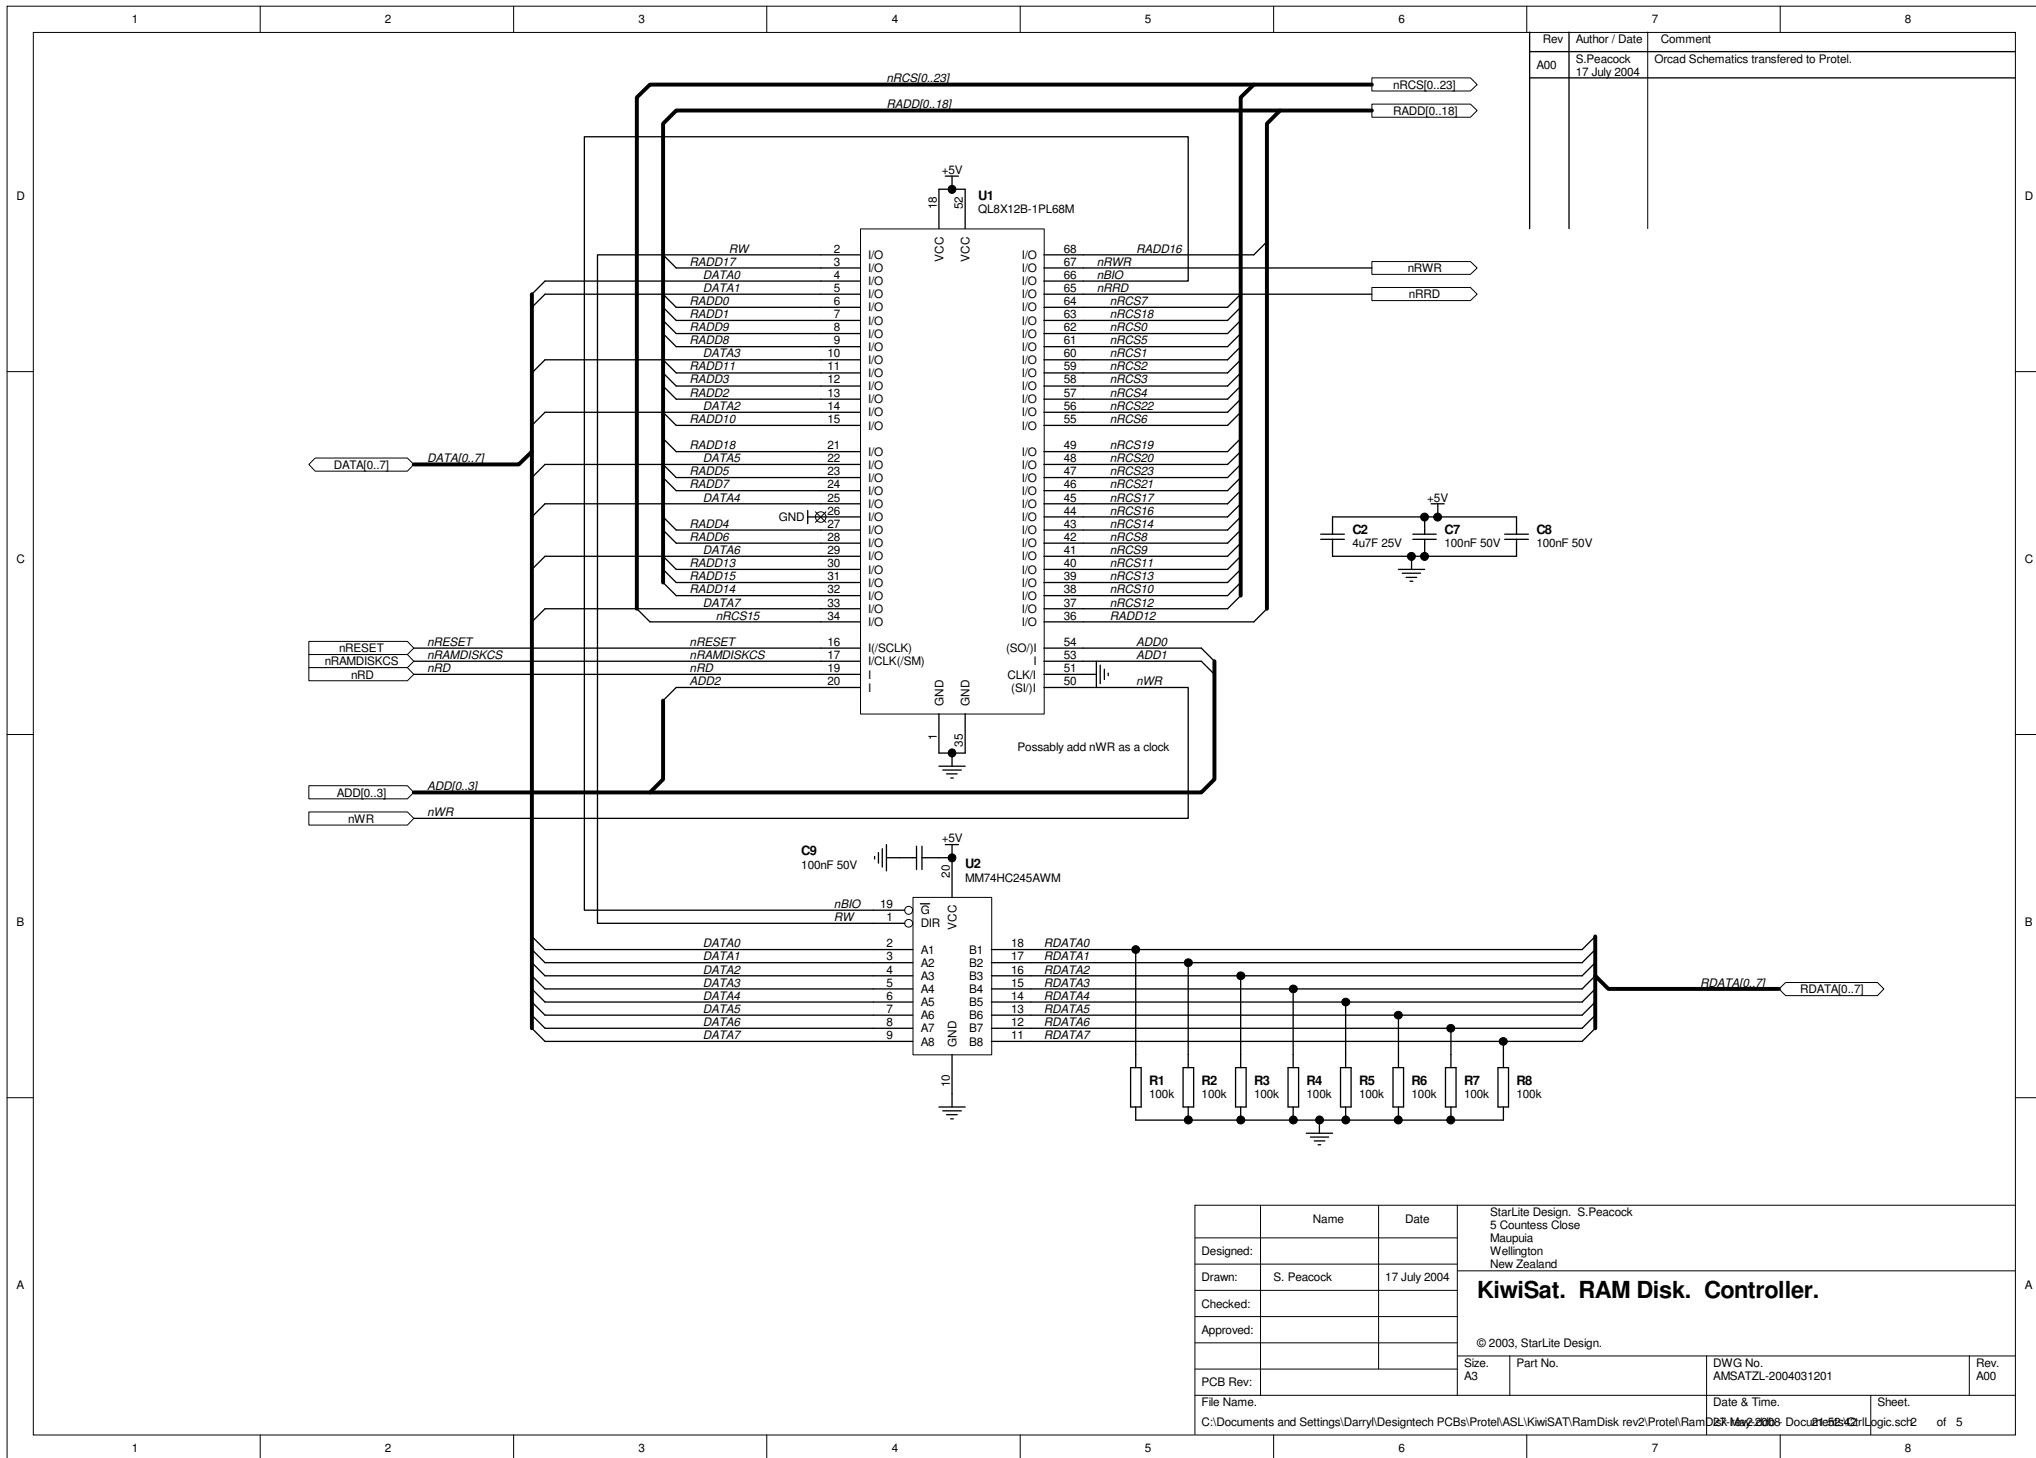 1 2 3 4 5 6 7 8
Rev Author / Date Comment
A00 S.Peacock 17 July 2004 Orcad Schematics transfered to Protel.
nRCS[0..23] nRCS[0..23]
RADD[0..18] RADD[0..18]
D D
+5V
18 52
U1
QL8X12B-1PL68M
VCC VCC
RW 2 I/O I/O 68 RADD16
RADD17 3 I/O I/O 67 nRWR nRWR
DATA0 4 I/O I/O 66 nBIO
DATA1 5 I/O I/O 65 nRRD nRRD
RADD0 6 I/O I/O 64 nRCS7
RADD1 7 I/O I/O 63 nRCS18
RADD9 8 I/O I/O 62 nRCS0
RADD8 9 I/O I/O 61 nRCS5
DATA3 10 I/O I/O 60 nRCS1
RADD11 11 I/O I/O 59 nRCS2
RADD3 12 I/O I/O 58 nRCS3
RADD2 13 I/O I/O 57 nRCS4
DATA2 14 I/O I/O 56 nRCS22
RADD10 15 I/O I/O 55 nRCS6
RADD18 21 I/O I/O 49 nRCS19
DATA[0..7] DATA[0..7]
DATA5 22 I/O I/O 48 nRCS20
RADD5 23 I/O I/O 47 nRCS23
RADD7 24 I/O I/O 46 nRCS21
DATA4 25 I/O I/O 45 nRCS17
GND 26 I/O I/O 44 nRCS16
RADD4 27 I/O I/O 43 nRCS14
RADD6 28 I/O I/O 42 nRCS8
DATA6 29 I/O I/O 41 nRCS9
RADD13 30 I/O I/O 40 nRCS11
RADD15 31 I/O I/O 39 nRCS13
RADD14 32 I/O I/O 38 nRCS10
DATA7 33 I/O I/O 37 nRCS12
nRCS15 34 I/O I/O 36 RADD12
+5V
C2 C7 C8
4u7F 25V 100nF 50V 100nF 50V
C C
nRESET nRESET nRESET 16 I(/SCLK) (SO/)I 54 ADD0
nRAMDISKCS nRAMDISKCS nRAMDISKCS 17 I/CLK(/SM) I 53 ADD1
nRD nRD nRD 19 I CLK/I 51
ADD2 20 I (SI/)I 50 nWR
GND GND
1 35
Possably add nWR as a clock
ADD[0..3] ADD[0..3]
nWR nWR
+5V
C9
100nF 50V
20
U2
MM74HC245AWM
B B
nBIO 19 G VCC
RW 1 DIR
DATA0 2 A1 B1 18 RDATA0
DATA1 3 A2 B2 17 RDATA1
DATA2 4 A3 B3 16 RDATA2
DATA3 5 A4 B4 15 RDATA3
DATA4 6 A5 B5 14 RDATA4
DATA5 7 A6 B6 13 RDATA5
DATA6 8 A7 B7 12 RDATA6
DATA7 9 A8 GND B8 11 RDATA7
RDATA[0..7] RDATA[0..7]
10
R1 R2 R3 R4 R5 R6 R7 R8
100k 100k 100k 100k 100k 100k 100k 100k
A A
Name Date
Designed:
Drawn: S. Peacock 17 July 2004
Checked:
Approved:
PCB Rev:
StarLite Design. S.Peacock
5 Countess Close
Maupuia
Wellington
New Zealand
KiwiSat. RAM Disk. Controller.
© 2003, StarLite Design.
Size. A3
Part No.
DWG No. AMSATZL-2004031201
Rev. A00
File Name.
C:\Documents and Settings\Darryl\Designtech PCBs\Protel\ASL\KiwiSAT\RamDisk rev2\Protel\RamDisk
Date & Time.
Sheet. 2 of 5
1 2 3 4 5 6 7 8